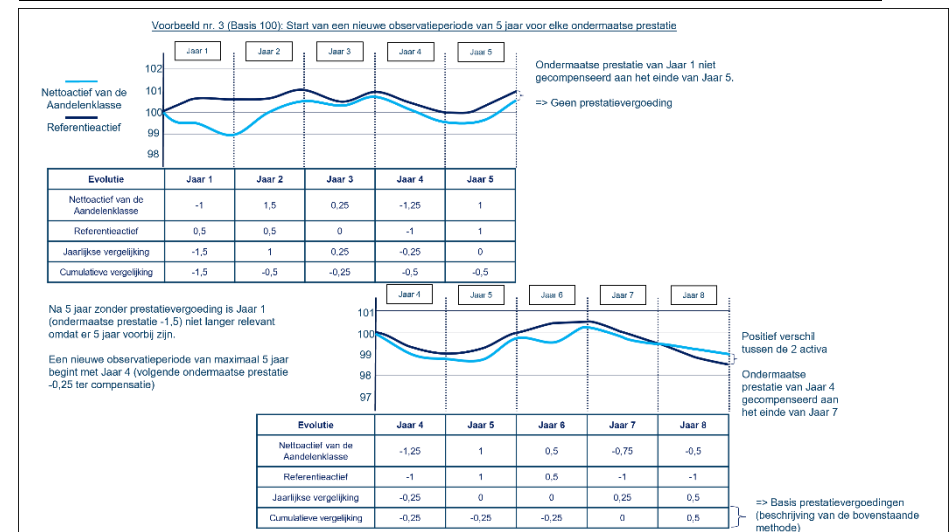 Voorbeeld nr. 3 (Basis 100): Start van een nieuwe observatieperiode van 5 jaar voor elke ondermaatse prestatie
Jaar 1 Jaar 2 Jaar 3 Jaar 4 Jaar 5
102
101
100
99
98
Nettoactief van de
Aandelenklasse
Referentieactief
Ondermaatse prestatie van Jaar 1 niet
gecompenseerd aan het einde van Jaar 5.
=> Geen prestatievergoeding
Evolutie Jaar 1 Jaar 2 Jaar 3 Jaar 4 Jaar 5
Nettoactief van de
Aandelenklasse -1 1,5 0,25 -1,25 1
Referentieactief 0,5 0,5 0 -1 1
Jaarlijkse vergelijking -1,5 1 0,25 -0,25 0
Cumulatieve vergelijking -1,5 -0,5 -0,25 -0,5 -0,5
Na 5 jaar zonder prestatievergoeding is Jaar 1
(ondermaatse prestatie -1,5) niet langer relevant
omdat er 5 jaar voorbij zijn.
Een nieuwe observatieperiode van maximaal 5 jaar
begint met Jaar 4 (volgende ondermaatse prestatie
-0,25 ter compensatie)
Jaar 4 Jaar 5 Jaar 6 Jaar 7 Jaar 8
101
100
99
98
97
Positief verschil
tussen de 2 activa
Ondermaatse
prestatie van Jaar 4
gecompenseerd aan
het einde van Jaar 7
Evolutie Jaar 4 Jaar 5 Jaar 6 Jaar 7 Jaar 8
Nettoactief van de
Aandelenklasse -1,25 1 0,5 -0,75 -0,5
Referentieactief -1 1 0,5 -1 -1
Jaarlijkse vergelijking -0,25 0 0 0,25 0,5
Cumulatieve vergelijking -0,25 -0,25 -0,25 0 0,5
=> Basis prestatievergoedingen
(beschrijving van de bovenstaande
methode)